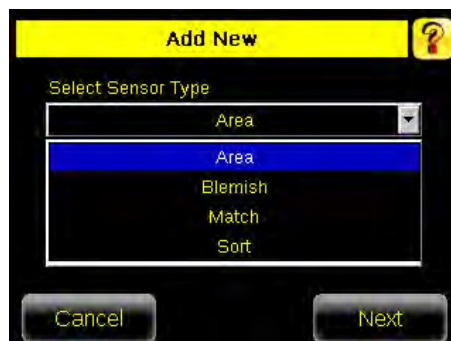 Add New
?
Select Sensor Type
Area
Area
Blemish
Match
Sort
Cancel
Next